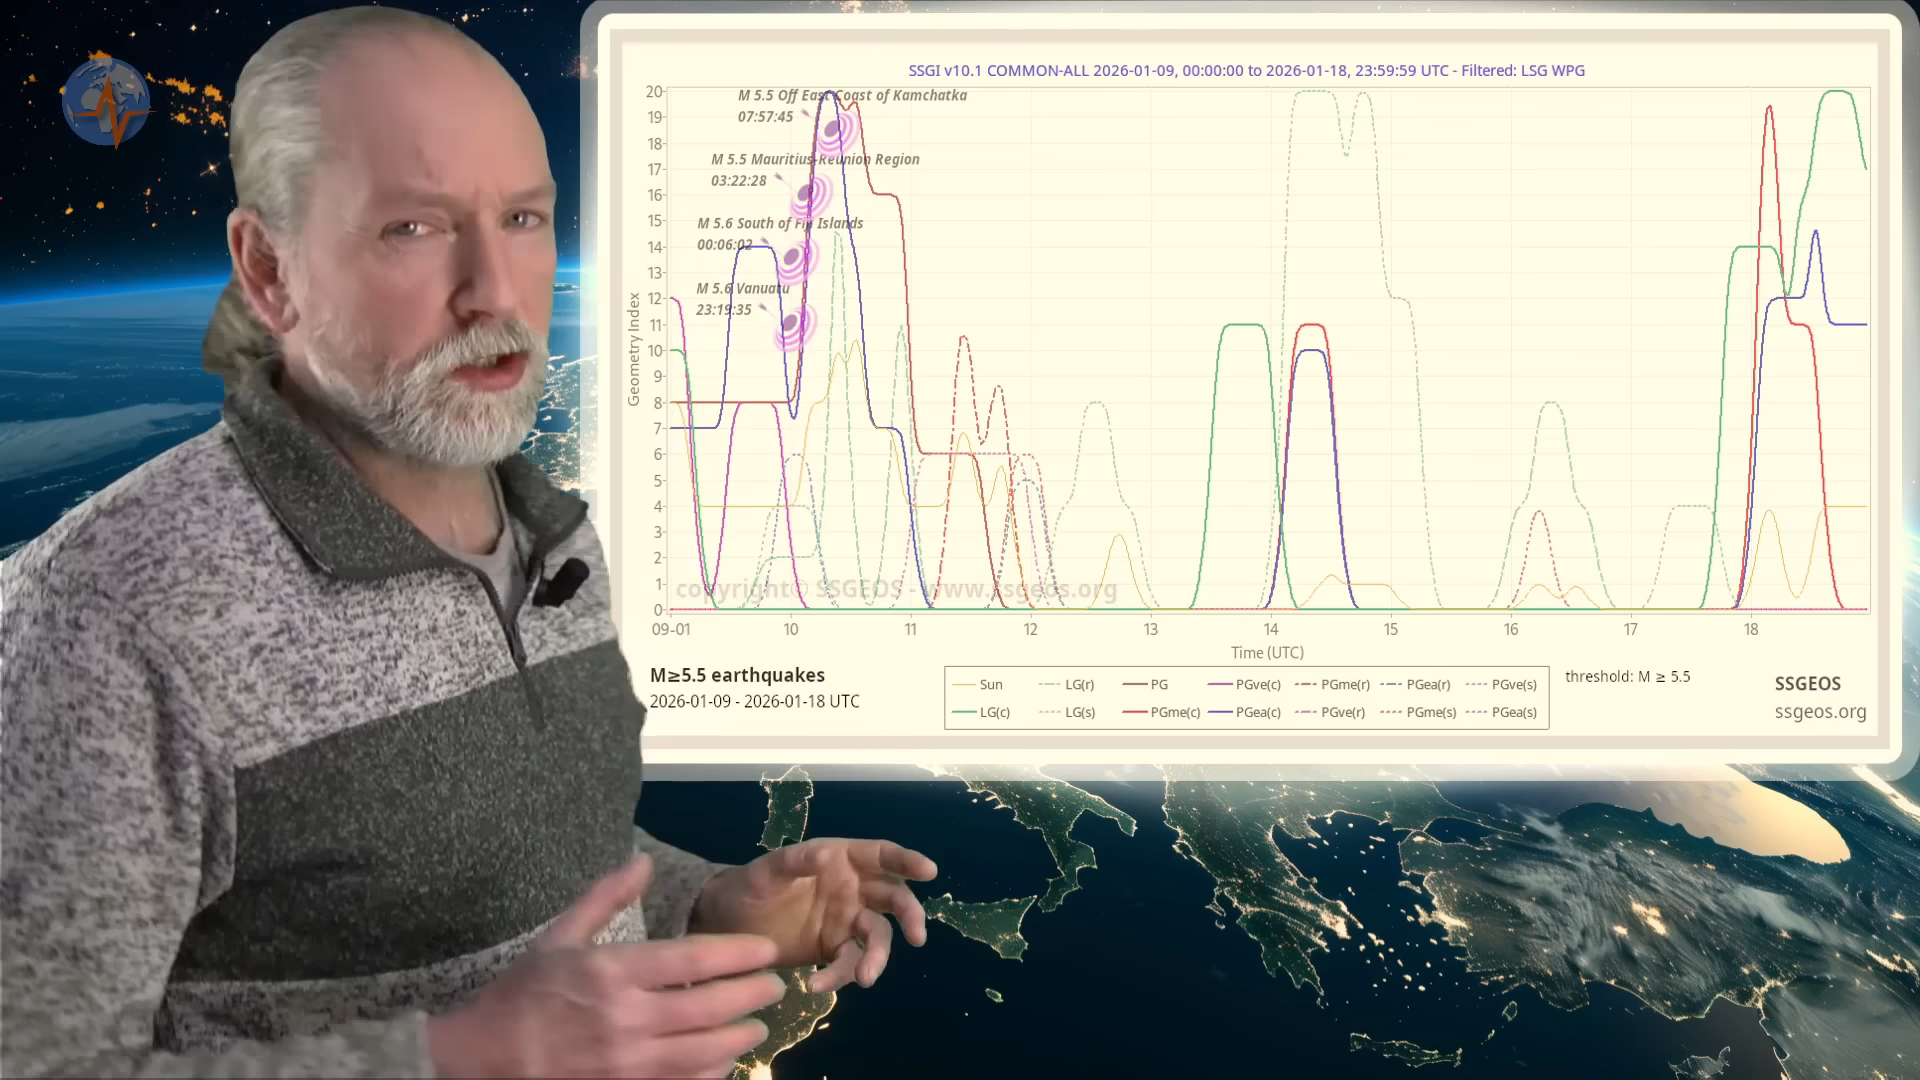 SSGI v10.1 COMMON-ALL 2026-01-09, 00:00:00 to 2026-01-18, 23:59:59 UTC - Filtered: LSG WPG
20
19
18
17
16
15
14
13
12
11
10
9
8
7
6
5
4
3
2
1
0
Geometry Index
M 5.5 Off East Coast of Kamchatka
07:57:45
M 5.5 Mauritius-Reunion Region
03:22:28
M 5.6 South of Fiji Islands
00:06:02
M 5.6 Vanuatu
23:19:35
copyright© SSGEOS - www.ssgeos.org
09-01 10 11 12 13 14 15 16 17 18
Time (UTC)
M≥5.5 earthquakes
2026-01-09 - 2026-01-18 UTC
Sun LG(r) PG PGve(c) PGme(r) PGea(r) PGve(s)
LG(c) LG(s) PGme(c) PGea(c) PGve(r) PGme(s) PGea(s)
threshold: M ≥ 5.5
SSGEOS
ssgeos.org